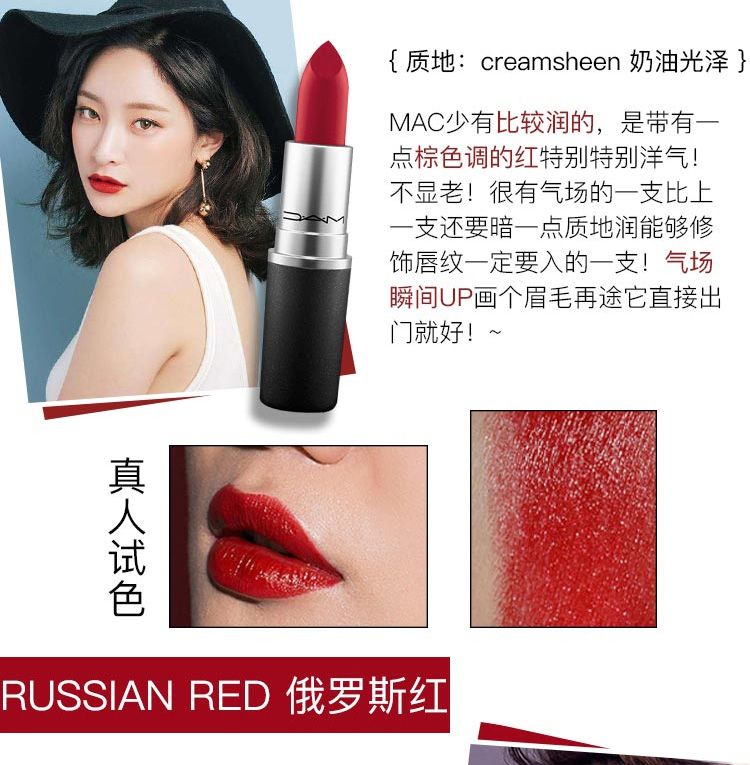 { 质地：creamsheen 奶油光泽 }
MAC少有比较润的，是带有一
点棕色调的红特别特别洋气！
不显老！很有气场的一支比上
一支还要暗一点质地润能够修
饰唇纹一定要入的一支！气场
瞬间UP画个眉毛再途它直接出
门就好！~
MAC
真人试色
RUSSIAN RED 俄罗斯红